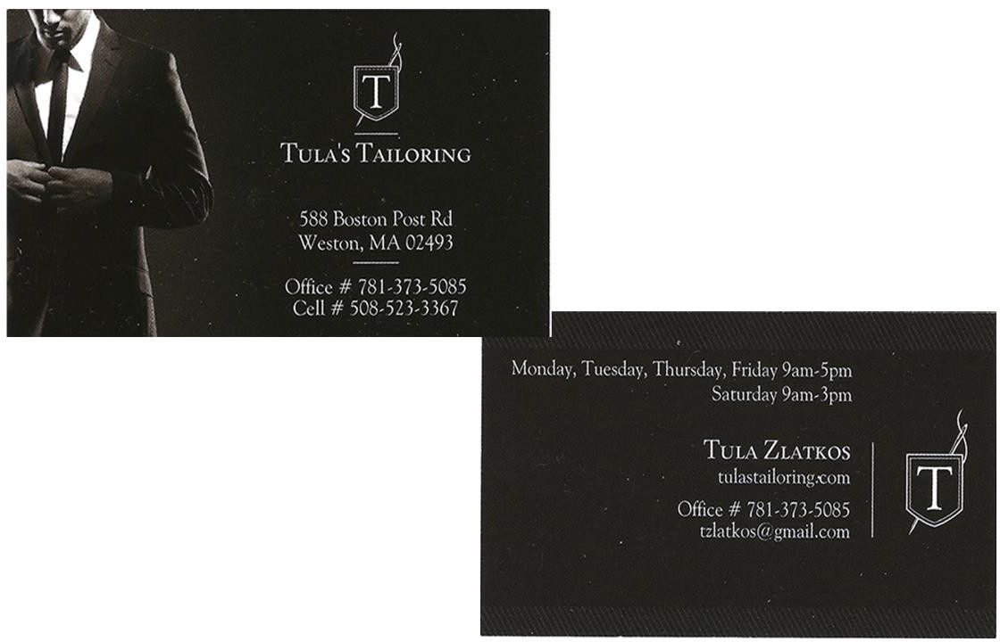 T
TULA'S TAILORING
588 Boston Post Rd
Weston, MA 02493
Office # 781-373-5085
Cell # 508-523-3367
Monday, Tuesday, Thursday, Friday 9am-5pm
Saturday 9am-3pm
TULA ZLATKOS
tulastailoring.com
Office # 781-373-5085
tzlatkos@gmail.com
T